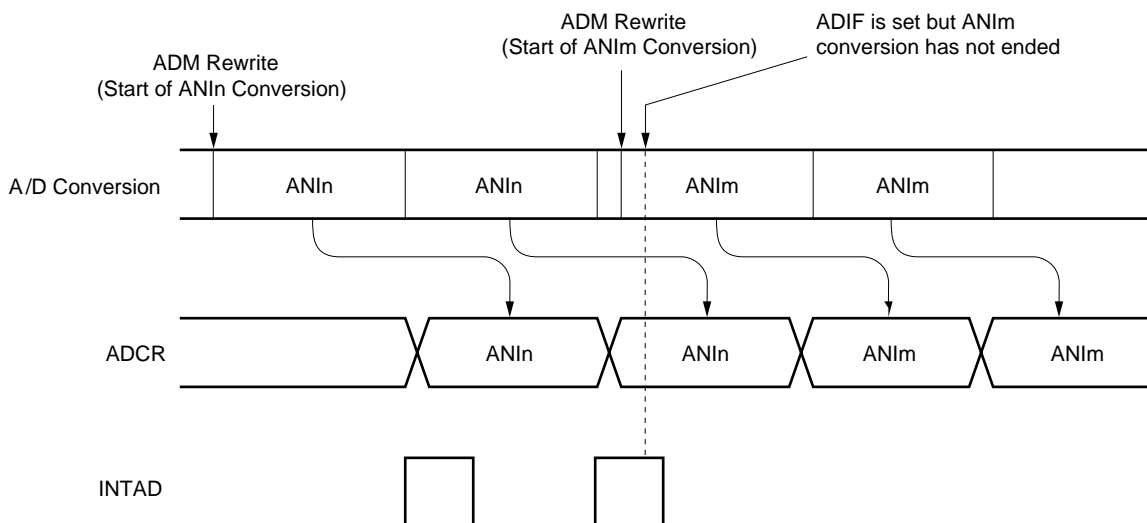 ADM Rewrite
(Start of ANIn Conversion)
ADM Rewrite
(Start of ANIm Conversion)
ADIF is set but ANIm
conversion has not ended
A/D Conversion
ANIn
ANIn
ANIm
ANIm
ADCR
ANIn
ANIn
ANIm
ANIm
INTAD